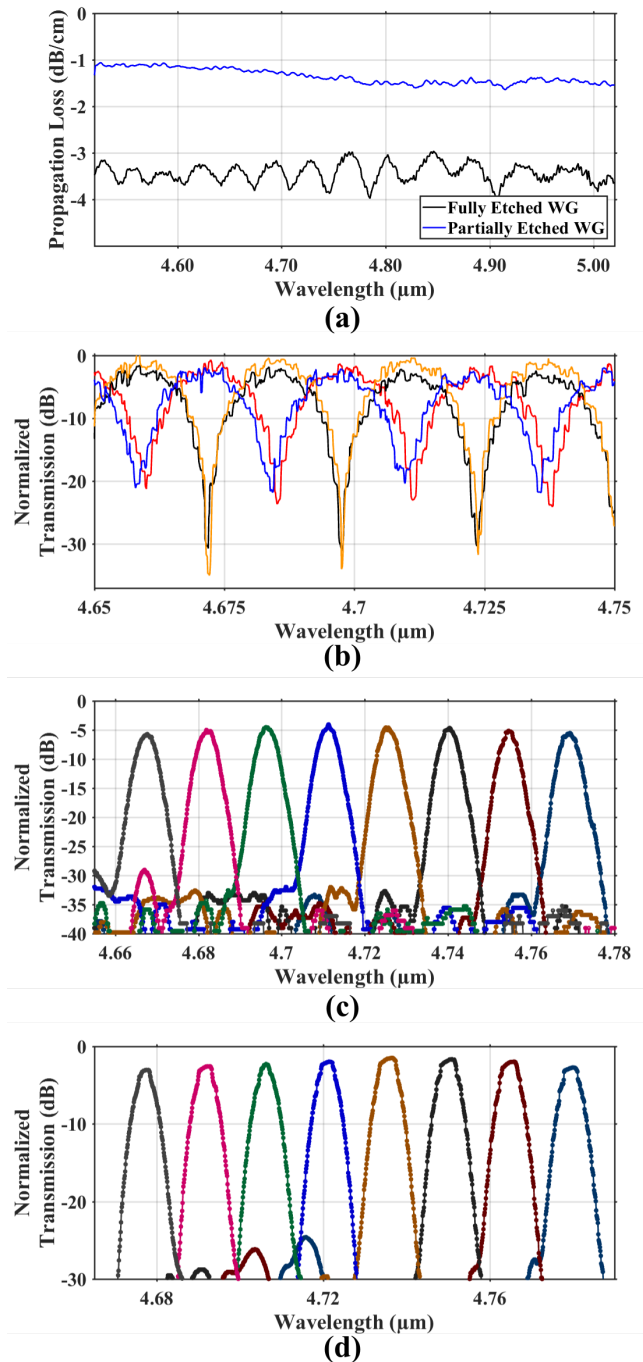 0
-1
-2
-3
-4
Propagation Loss (dB/cm)
Fully Etched WG
Partially Etched WG
4.60 4.70 4.80 4.90 5.00
Wavelength (µm)
(a)
0
-10
-20
-30
Normalized
Transmission (dB)
4.65 4.675 4.7 4.725 4.75
Wavelength (µm)
(b)
0
-5
-10
-15
-20
-25
-30
-35
-40
Normalized
Transmission (dB)
4.66 4.68 4.7 4.72 4.74 4.76 4.78
Wavelength (µm)
(c)
0
-10
-20
-30
Normalized
Transmission (dB)
4.68 4.72 4.76
Wavelength (µm)
(d)